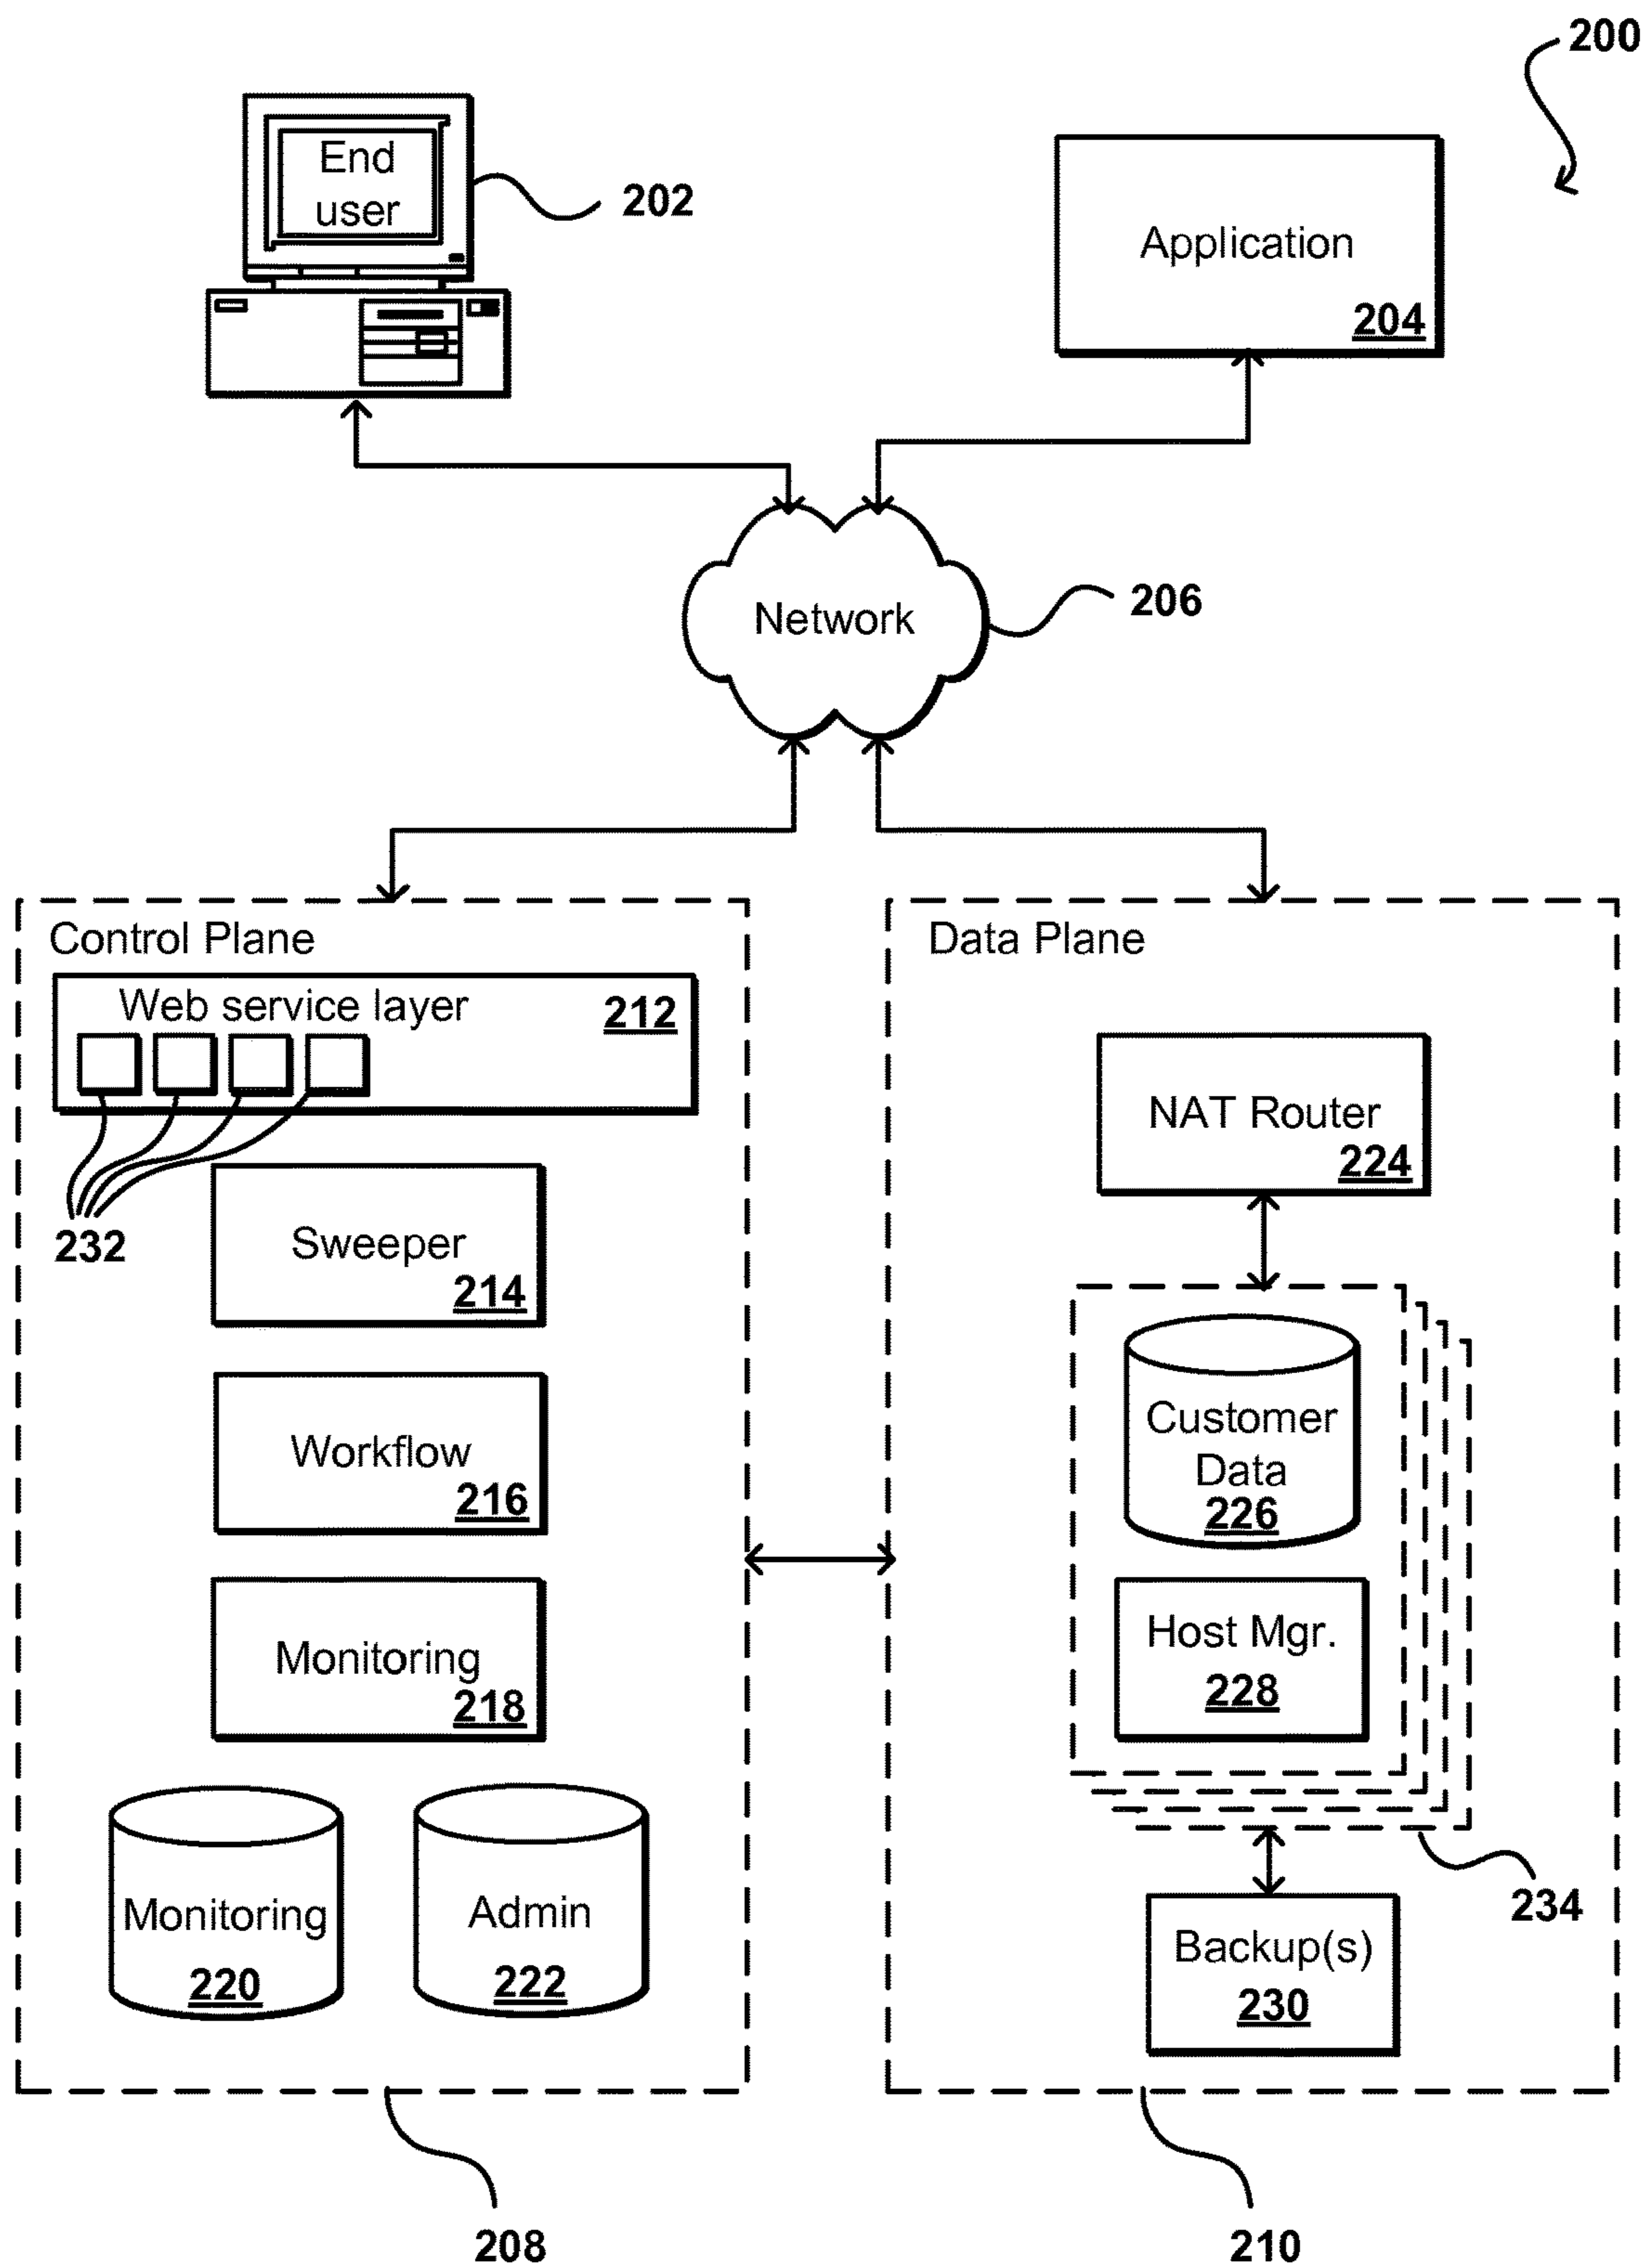 200
End
user
202
Application
204
Network
206
Control Plane
Web service layer
212
232
Sweeper
214
Workflow
216
Monitoring
218
Monitoring
220
Admin
222
208
Data Plane
NAT Router
224
Customer
Data
226
Host Mgr.
228
234
Backup(s)
230
210